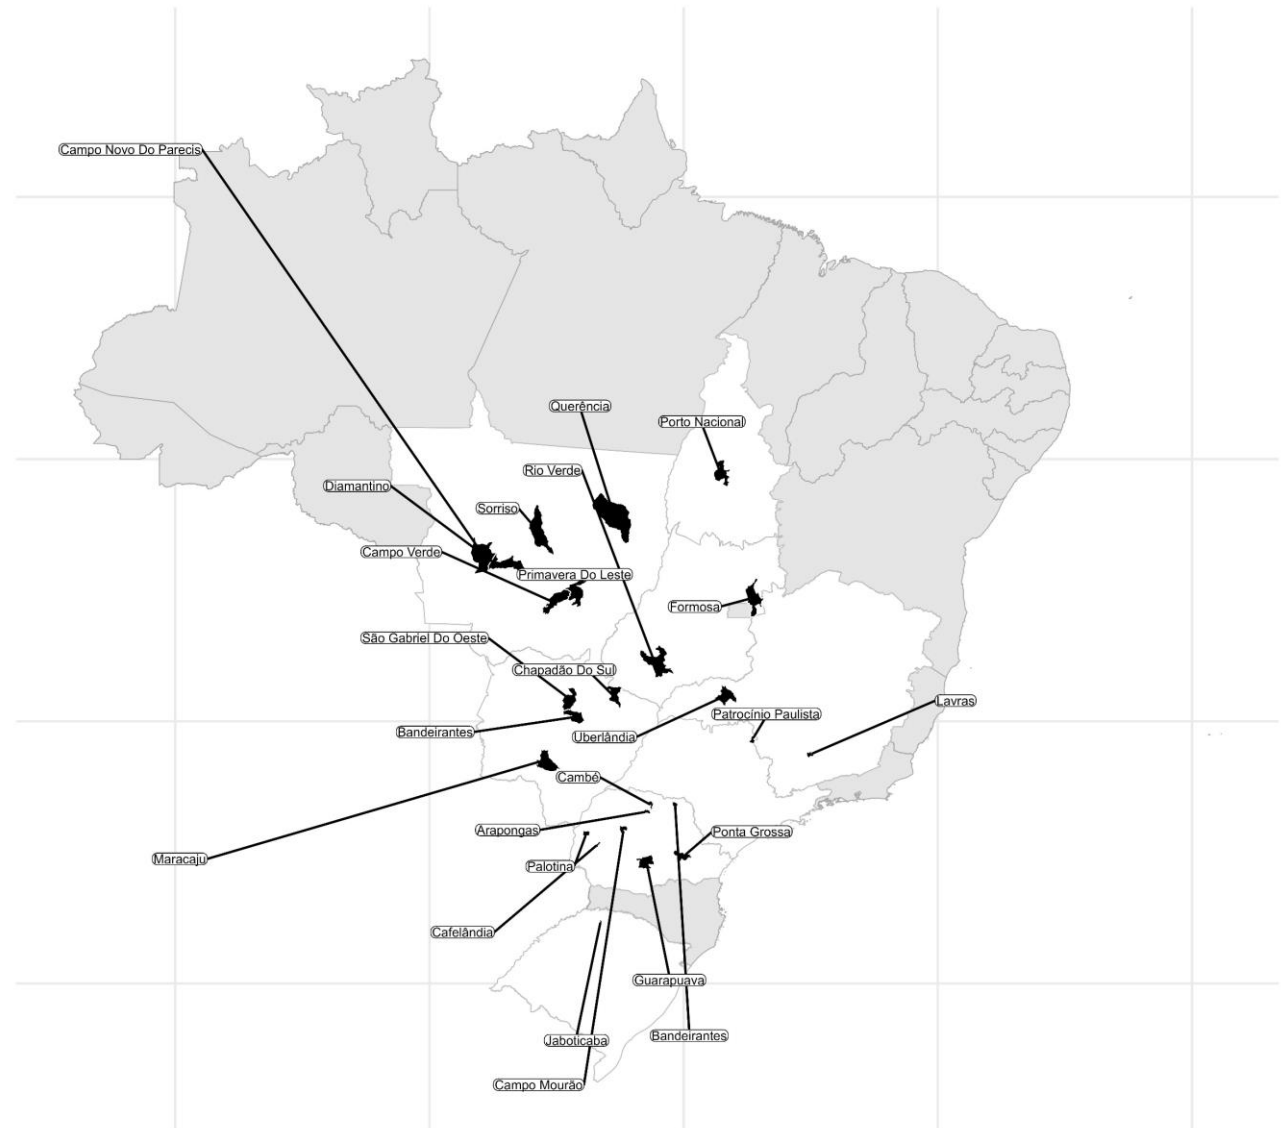 Campo Novo Do Parecis
Querência
Porto Nacional
Rio Verde
Diamantino
Sorriso
Campo Verde
Primavera Do Leste
Formosa
São Gabriel Do Oeste
Chapadão Do Sul
Lavras
Patrocínio Paulista
Bandeirantes
Uberlândia
Cambé
Arapongas
Ponta Grossa
Maracaju
Palotina
Cafelândia
Guarapuava
Bandeirantes
Jaboticaba
Campo Mourão